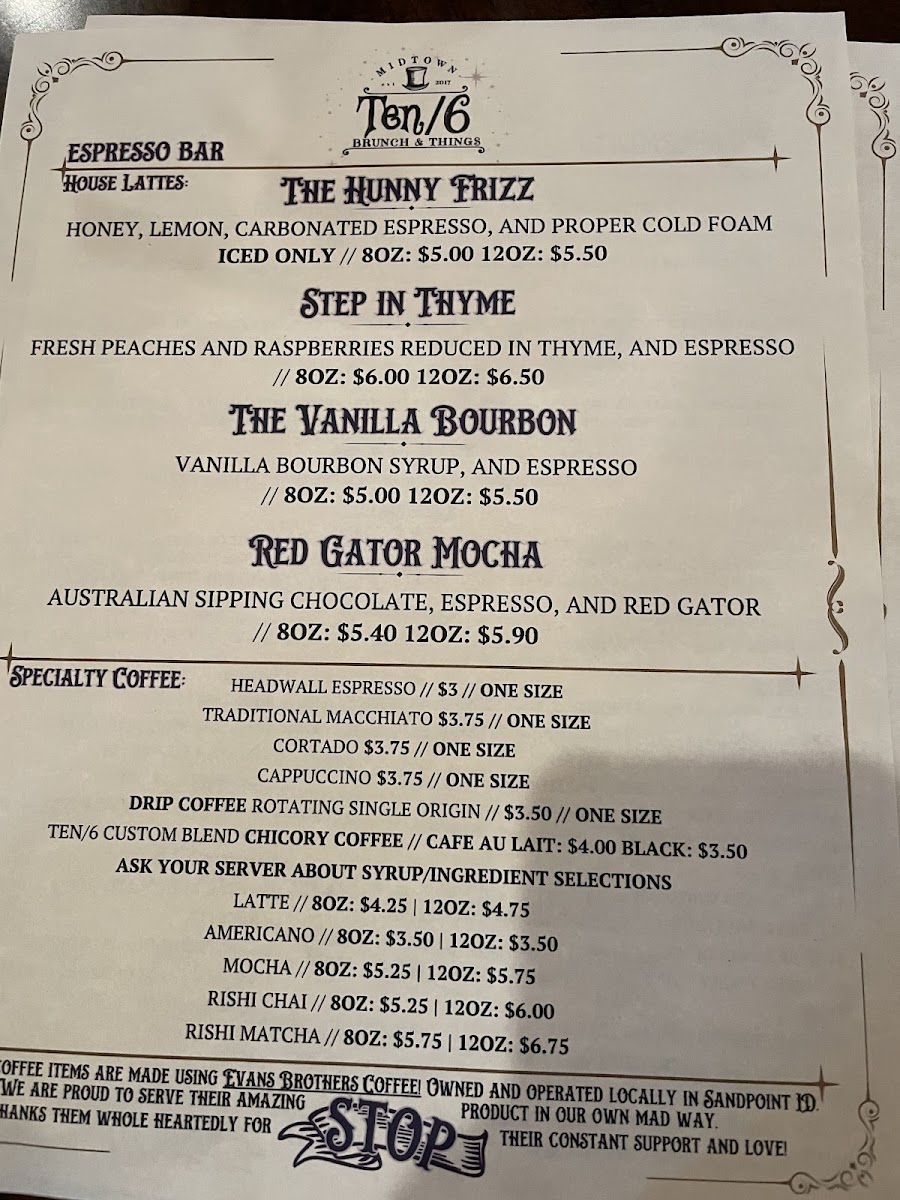 MIDTOWN
2017
Ten/6
BRUNCH & THINGS
ESPRESSO BAR
HOUSE LATTES:
THE HUNNY FRIZZ
HONEY, LEMON, CARBONATED ESPRESSO, AND PROPER COLD FOAM
ICED ONLY // 8OZ: $5.00 12OZ: $5.50
STEP IN THYME
FRESH PEACHES AND RASPBERRIES REDUCED IN THYME, AND ESPRESSO
// 8OZ: $6.00 12OZ: $6.50
THE VANILLA BOURBON
VANILLA BOURBON SYRUP, AND ESPRESSO
// 8OZ: $5.00 12OZ: $5.50
RED GATOR MOCHA
AUSTRALIAN SIPPING CHOCOLATE, ESPRESSO, AND RED GATOR
// 8OZ: $5.40 12OZ: $5.90
SPECIALTY COFFEE:
HEADWALL ESPRESSO // $3 // ONE SIZE
TRADITIONAL MACCHIATO $3.75 // ONE SIZE
CORTADO $3.75 // ONE SIZE
CAPPUCCINO $3.75 // ONE SIZE
DRIP COFFEE ROTATING SINGLE ORIGIN // $3.50 // ONE SIZE
TEN/6 CUSTOM BLEND CHICORY COFFEE // CAFE AU LAIT: $4.00 BLACK: $3.50
ASK YOUR SERVER ABOUT SYRUP/INGREDIENT SELECTIONS
LATTE // 8OZ: $4.25 | 12OZ: $4.75
AMERICANO // 8OZ: $3.50 | 12OZ: $3.50
MOCHA // 8OZ: $5.25 | 12OZ: $5.75
RISHI CHAI // 8OZ: $5.25 | 12OZ: $6.00
RISHI MATCHA // 8OZ: $5.75 | 12OZ: $6.75
COFFEE ITEMS ARE MADE USING EVANS BROTHERS COFFEE! OWNED AND OPERATED LOCALLY IN SANDPOINT ID.
WE ARE PROUD TO SERVE THEIR AMAZING PRODUCT IN OUR OWN MAD WAY.
HANKS THEM WHOLE HEARTEDLY FOR THEIR CONSTANT SUPPORT AND LOVE!
STOP